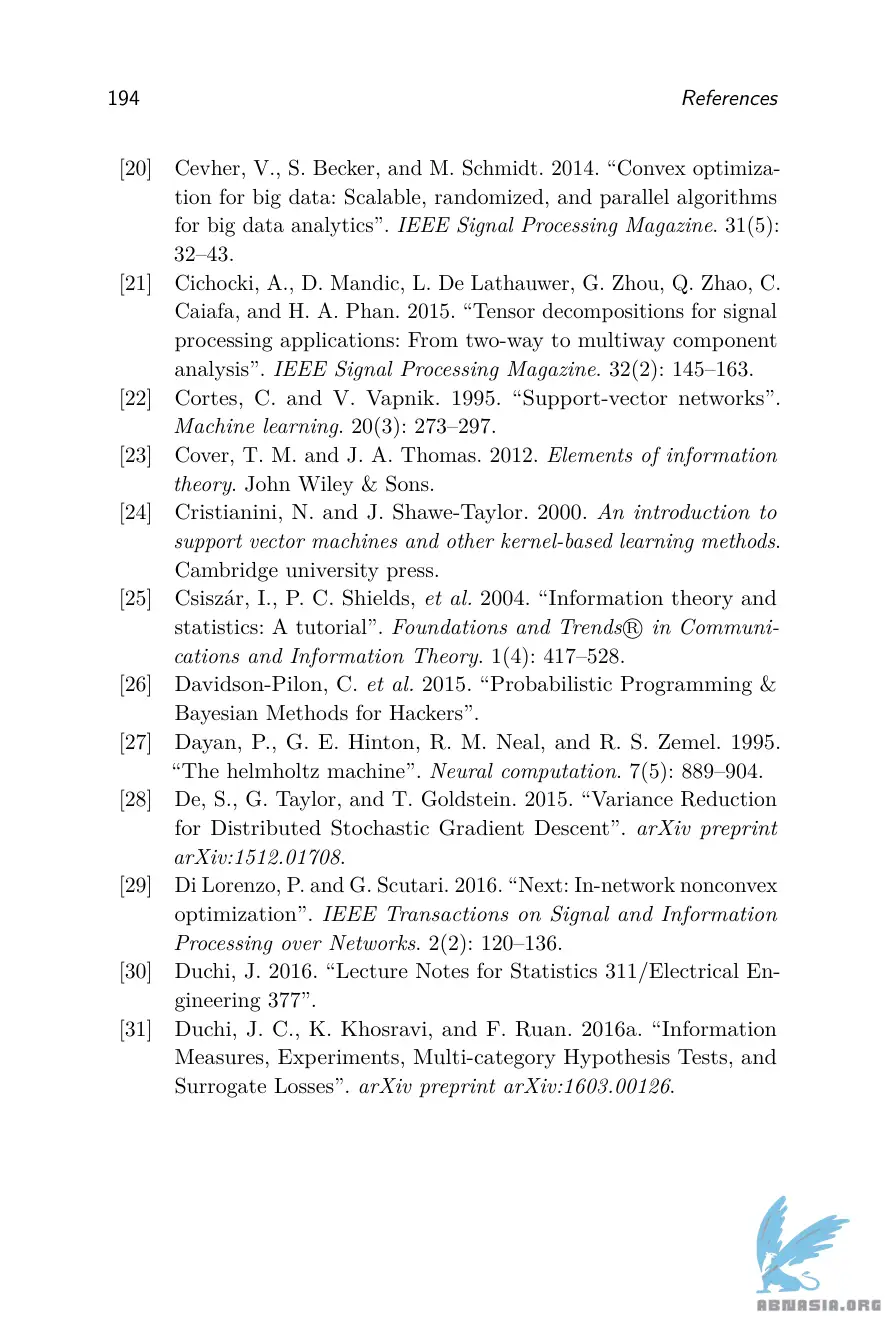 194 References
[20] Cevher, V., S. Becker, and M. Schmidt. 2014. “Convex optimiza-
tion for big data: Scalable, randomized, and parallel algorithms
for big data analytics”. IEEE Signal Processing Magazine. 31(5):
32–43.
[21] Cichocki, A., D. Mandic, L. De Lathauwer, G. Zhou, Q. Zhao, C.
Caiafa, and H. A. Phan. 2015. “Tensor decompositions for signal
processing applications: From two-way to multiway component
analysis”. IEEE Signal Processing Magazine. 32(2): 145–163.
[22] Cortes, C. and V. Vapnik. 1995. “Support-vector networks”.
Machine learning. 20(3): 273–297.
[23] Cover, T. M. and J. A. Thomas. 2012. Elements of information
theory. John Wiley & Sons.
[24] Cristianini, N. and J. Shawe-Taylor. 2000. An introduction to
support vector machines and other kernel-based learning methods.
Cambridge university press.
[25] Csiszár, I., P. C. Shields, et al. 2004. “Information theory and
statistics: A tutorial”. Foundations and Trends® in Communi-
cations and Information Theory. 1(4): 417–528.
[26] Davidson-Pilon, C. et al. 2015. “Probabilistic Programming &
Bayesian Methods for Hackers”.
[27] Dayan, P., G. E. Hinton, R. M. Neal, and R. S. Zemel. 1995.
“The helmholtz machine”. Neural computation. 7(5): 889–904.
[28] De, S., G. Taylor, and T. Goldstein. 2015. “Variance Reduction
for Distributed Stochastic Gradient Descent”. arXiv preprint
arXiv:1512.01708.
[29] Di Lorenzo, P. and G. Scutari. 2016. “Next: In-network nonconvex
optimization”. IEEE Transactions on Signal and Information
Processing over Networks. 2(2): 120–136.
[30] Duchi, J. 2016. “Lecture Notes for Statistics 311/Electrical En-
gineering 377”.
[31] Duchi, J. C., K. Khosravi, and F. Ruan. 2016a. “Information
Measures, Experiments, Multi-category Hypothesis Tests, and
Surrogate Losses”. arXiv preprint arXiv:1603.00126.
ABNASIA.ORG